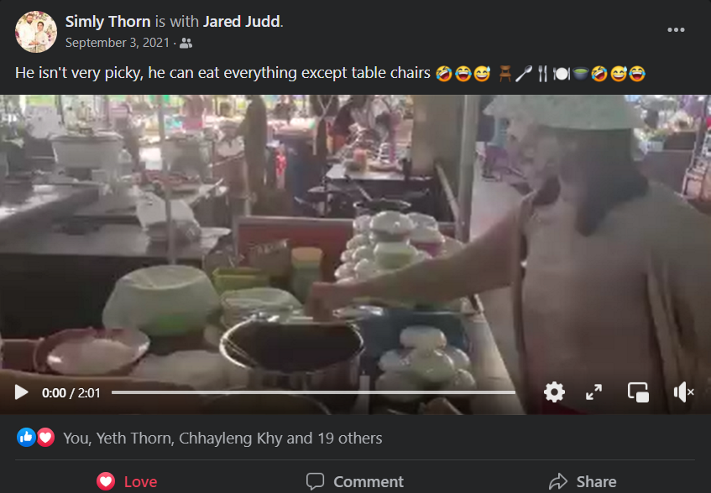 Simly Thorn is with Jared Judd.
September 3, 2021 ·
He isn't very picky, he can eat everything except table chairs 🤣😂😅 🪑🥄🍴🍽️🍵🤣😅😂
0:00 / 2:01
You, Yeth Thorn, Chhayleng Khy and 19 others
Love Comment Share